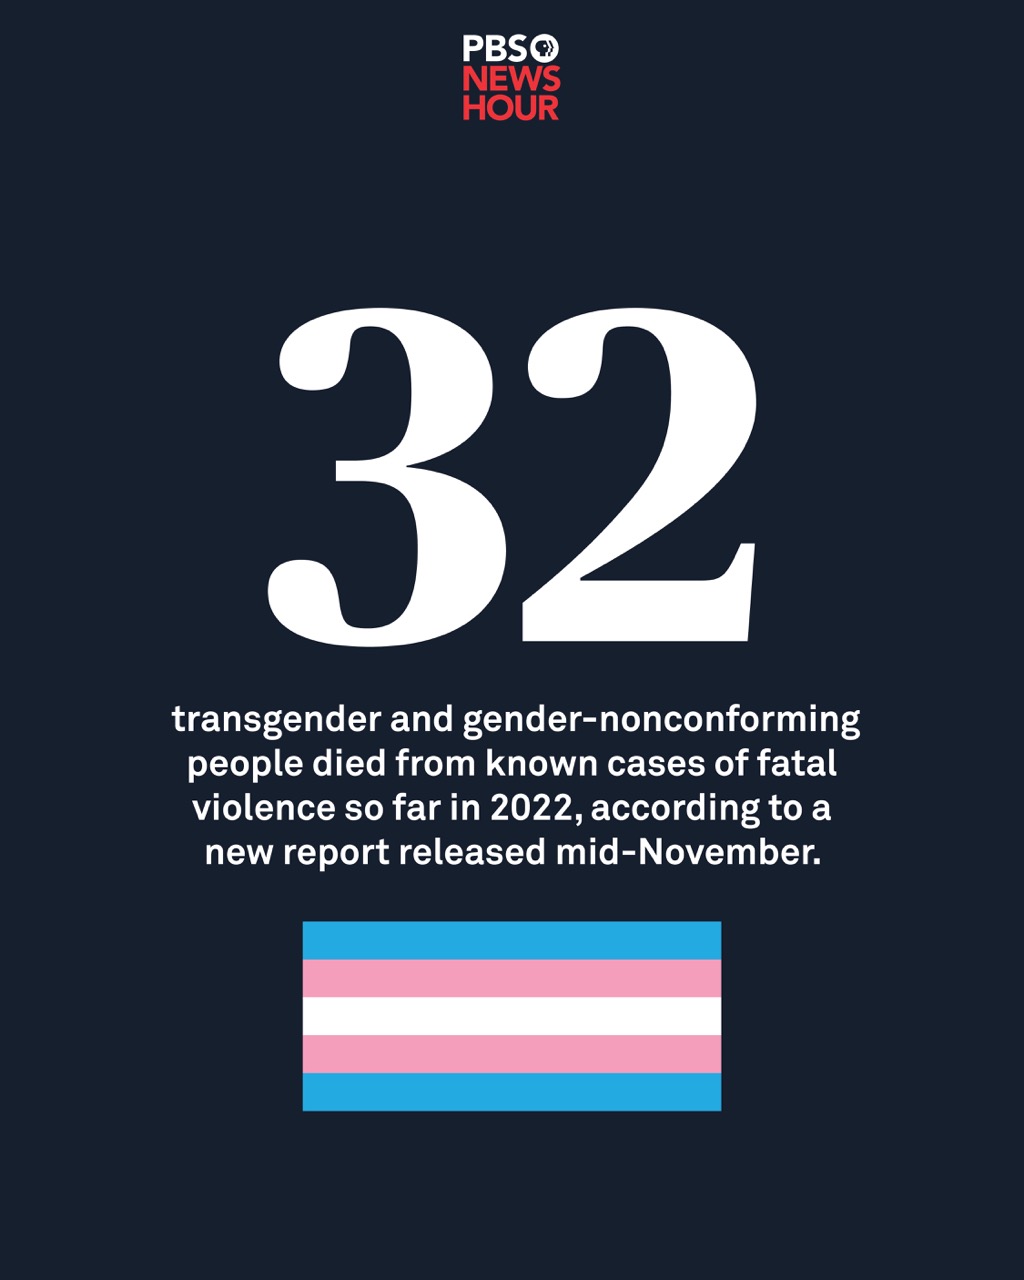 PBS
NEWS
HOUR
32
transgender and gender-nonconforming
people died from known cases of fatal
violence so far in 2022, according to a
new report released mid-November.